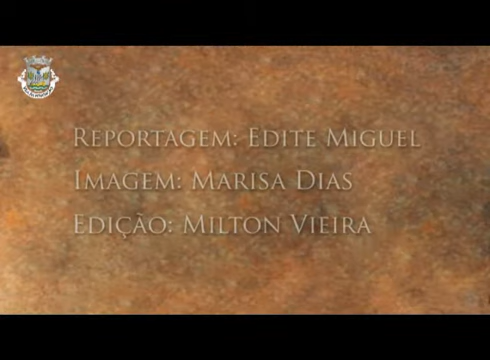 Reportagem: Edite Miguel
Imagem: Marisa Dias
Edição: Milton Vieira